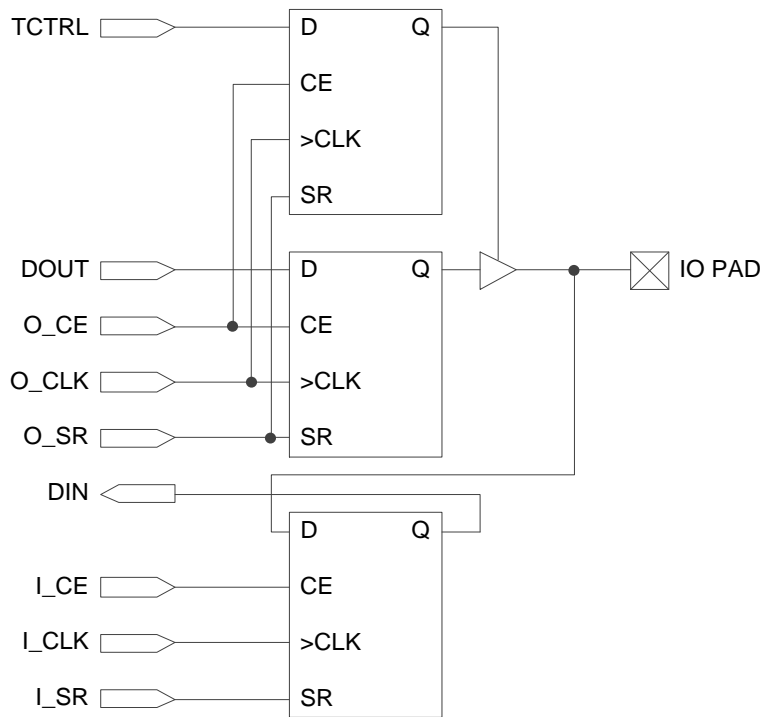 TCTRL
D
Q
CE
>CLK
SR
DOUT
D
Q
IO PAD
O_CE
CE
O_CLK
>CLK
O_SR
SR
DIN
D
Q
I_CE
CE
I_CLK
>CLK
I_SR
SR